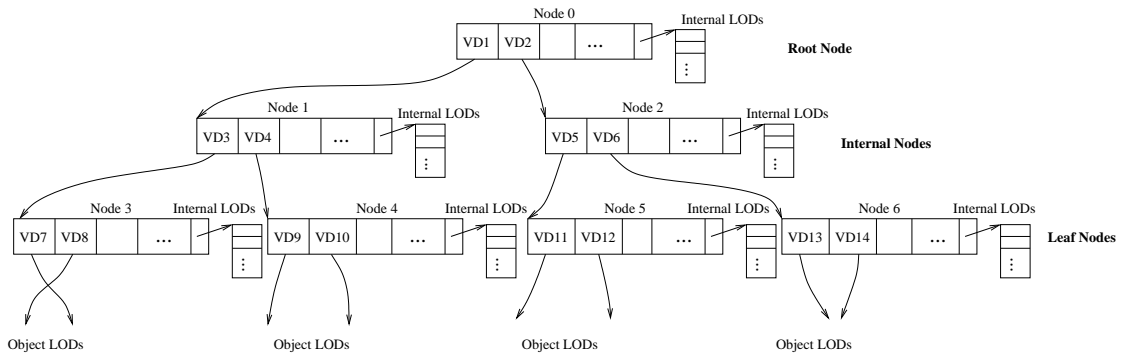 Node 0
Internal LODs
VD1 VD2 ...
Root Node
Node 1
Internal LODs
VD3 VD4 ...
Node 2
Internal LODs
VD5 VD6 ...
Internal Nodes
Node 3
Internal LODs
VD7 VD8 ...
Node 4
Internal LODs
VD9 VD10 ...
Node 5
Internal LODs
VD11 VD12 ...
Node 6
Internal LODs
VD13 VD14 ...
Leaf Nodes
Object LODs
Object LODs
Object LODs
Object LODs